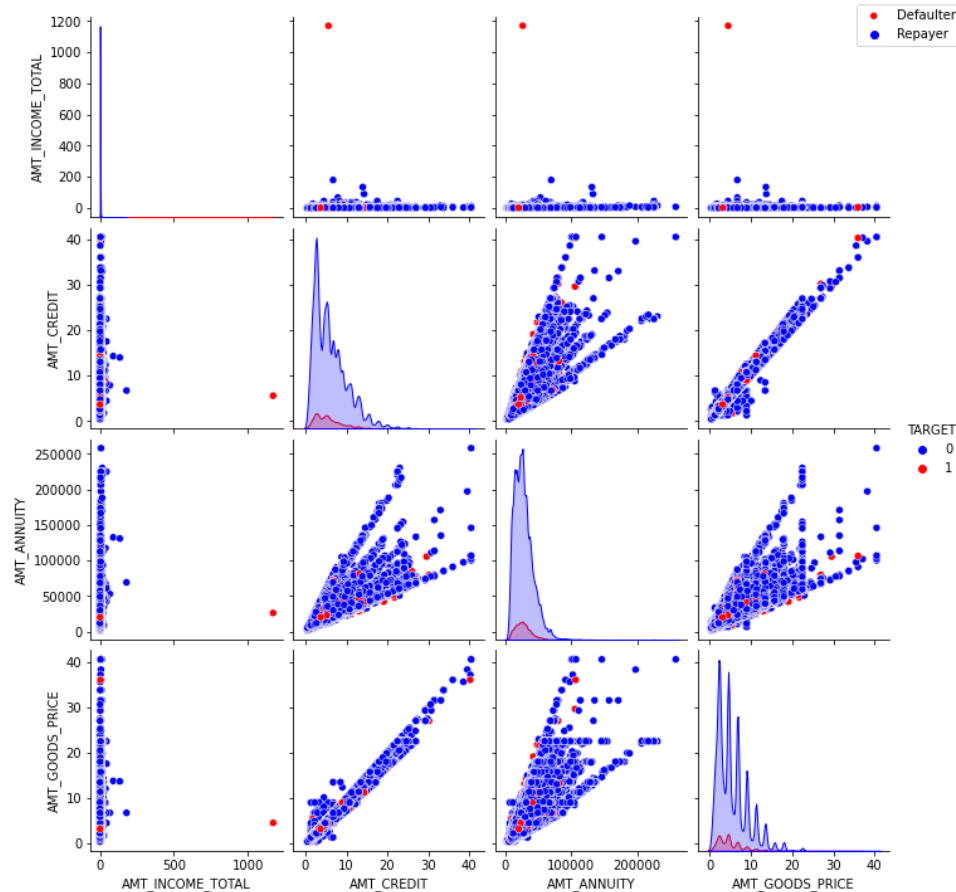 Defaulter
Repayer
AMT_INCOME_TOTAL
1200
1000
800
600
400
200
0
AMT_CREDIT
40
30
20
10
0
TARGET
0
1
AMT_ANNUITY
250000
200000
150000
100000
50000
0
AMT_GOODS_PRICE
40
30
20
10
0
0 500 1000 0 10 20 30 40 0 100000 200000 0 10 20 30 40
AMT_INCOME_TOTAL AMT_CREDIT AMT_ANNUITY AMT_GOODS_PRICE